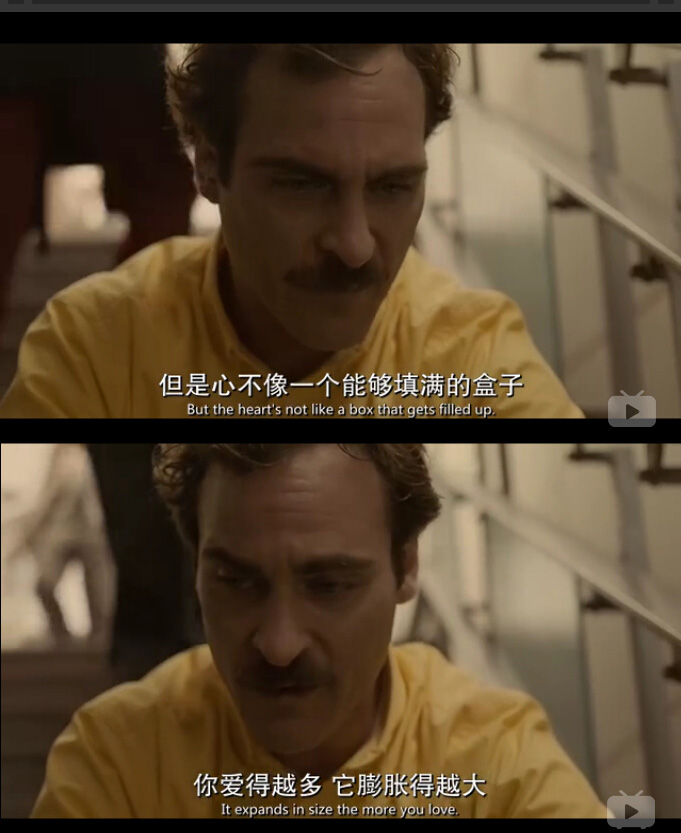 但是心不像一个能够填满的盒子
But the heart's not like a box that gets filled up.
你爱得越多 它膨胀得越大
It expands in size the more you love.